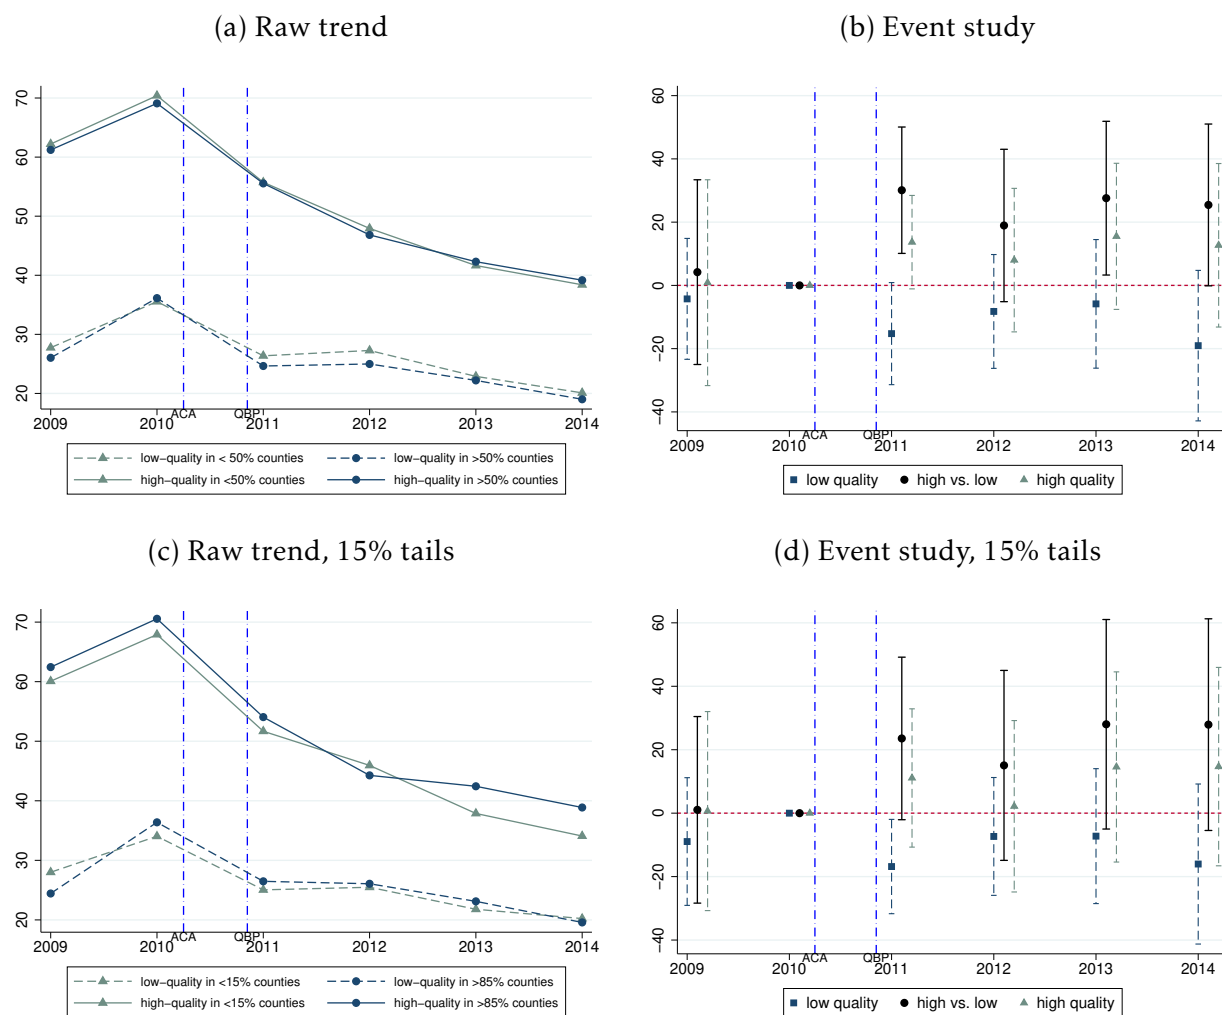 (a) Raw trend
70
60
50
40
30
20
2009 2010 ACA QBP 2011 2012 2013 2014
low−quality in < 50% counties low−quality in >50% counties
high−quality in <50% counties high−quality in >50% counties
(b) Event study
60
40
20
0
−20
−40
2009 2010 ACA QBP 2011 2012 2013 2014
low quality high vs. low high quality
(c) Raw trend, 15% tails
70
60
50
40
30
20
2009 2010 ACA QBP 2011 2012 2013 2014
low−quality in <15% counties low−quality in >85% counties
high−quality in <15% counties high−quality in >85% counties
(d) Event study, 15% tails
60
40
20
0
−20
−40
2009 2010 ACA QBP 2011 2012 2013 2014
low quality high vs. low high quality